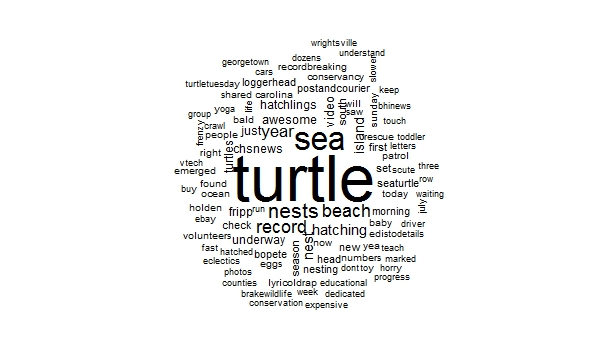 wrightsville
understand
dozens
georgetown
recordbreaking
slower
cars
conservancy
turtletuesday
loggerhead
postandcourier
keep
shared
carolina
life
hatchlings
video
south
will
saw
sunday
bhinews
yoga
group
frenzy
crawl
bald
awesome
island
touch
people
just
year
sea
rescue
toddler
turtles
chsnews
first
letters
right
patrol
vtech
emerged
turtle
set
scute
three
found
seaturtle
row
buy
ocean
today
waiting
july
holden
fripp
run
nests
beach
morning
ebay
check
record
hatching
baby
driver
edistodetails
volunteers
underway
nest
now
new
yea
teach
fast
hatched
bopete
season
head
numbers
marked
eclectics
eggs
nesting
dont
toy
horry
photos
progress
counties
lyricoldrap
educational
brakewildlife
week
dedicated
conservation
expensive